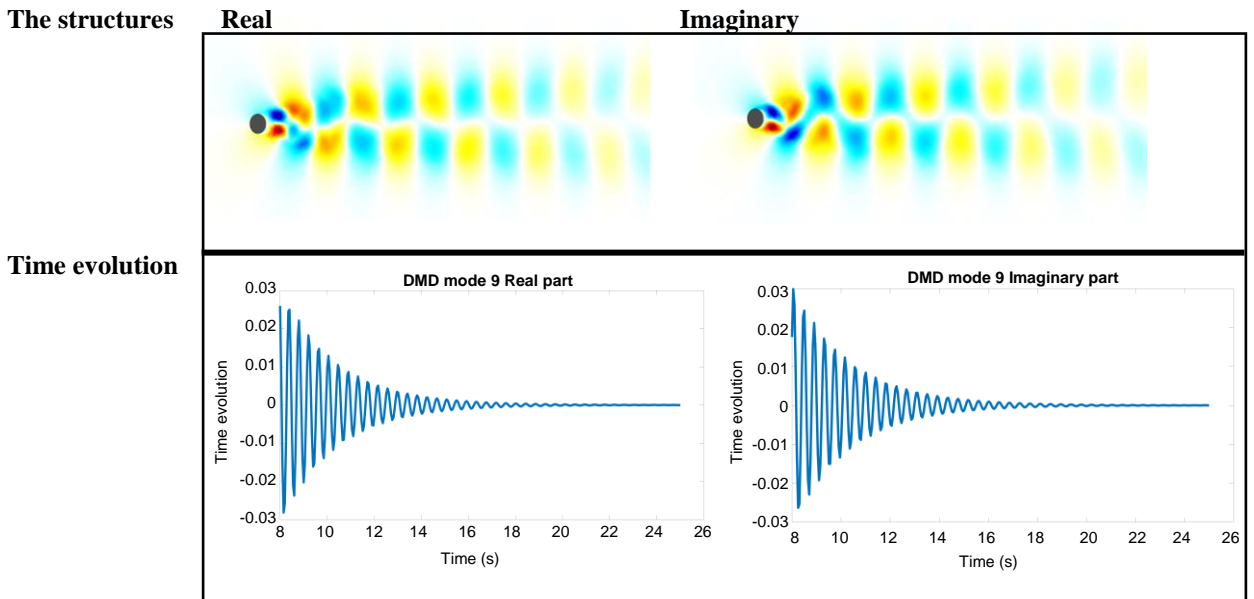 The structures Real Imaginary
Time evolution
DMD mode 9 Real part
0.03
0.02
0.01
0
-0.01
-0.02
-0.03
Time evolution
8 10 12 14 16 18 20 22 24 26
Time (s)
DMD mode 9 Imaginary part
0.03
0.02
0.01
0
-0.01
-0.02
-0.03
Time evolution
8 10 12 14 16 18 20 22 24 26
Time (s)